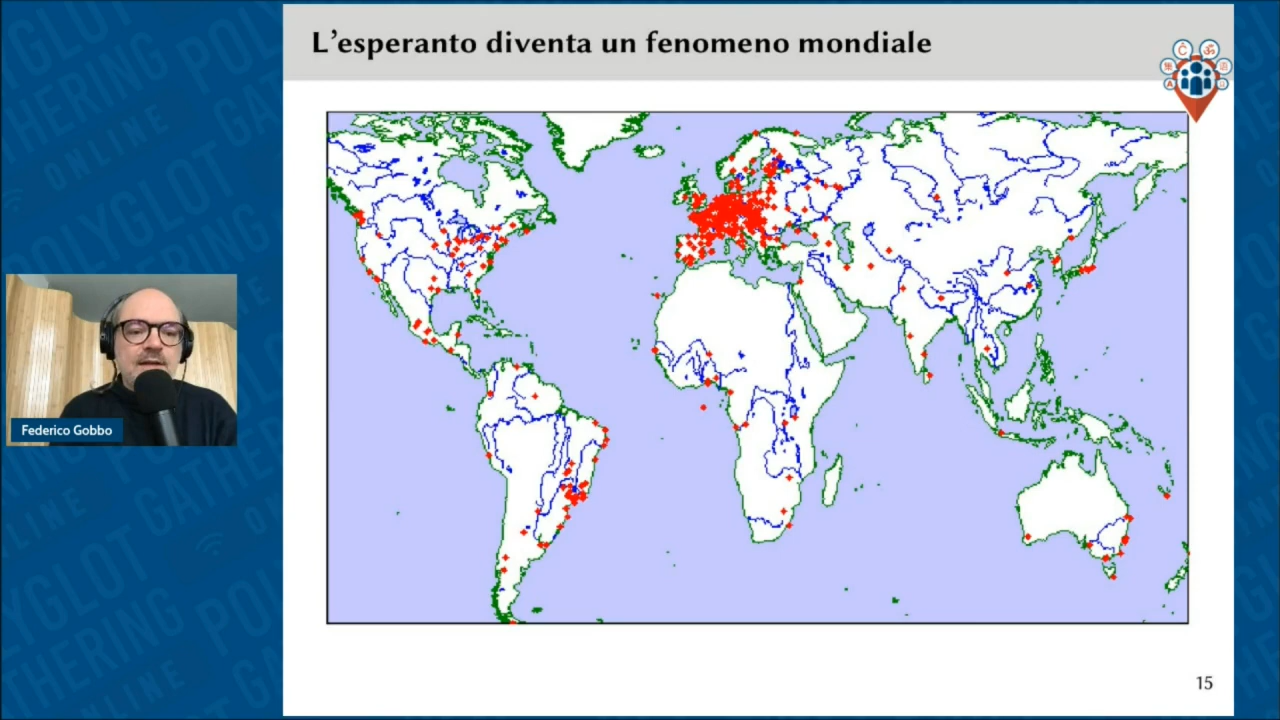 L'esperanto diventa un fenomeno mondiale
Federico Gobbo
15
POLYGLOT
GATHERING
ONLINE